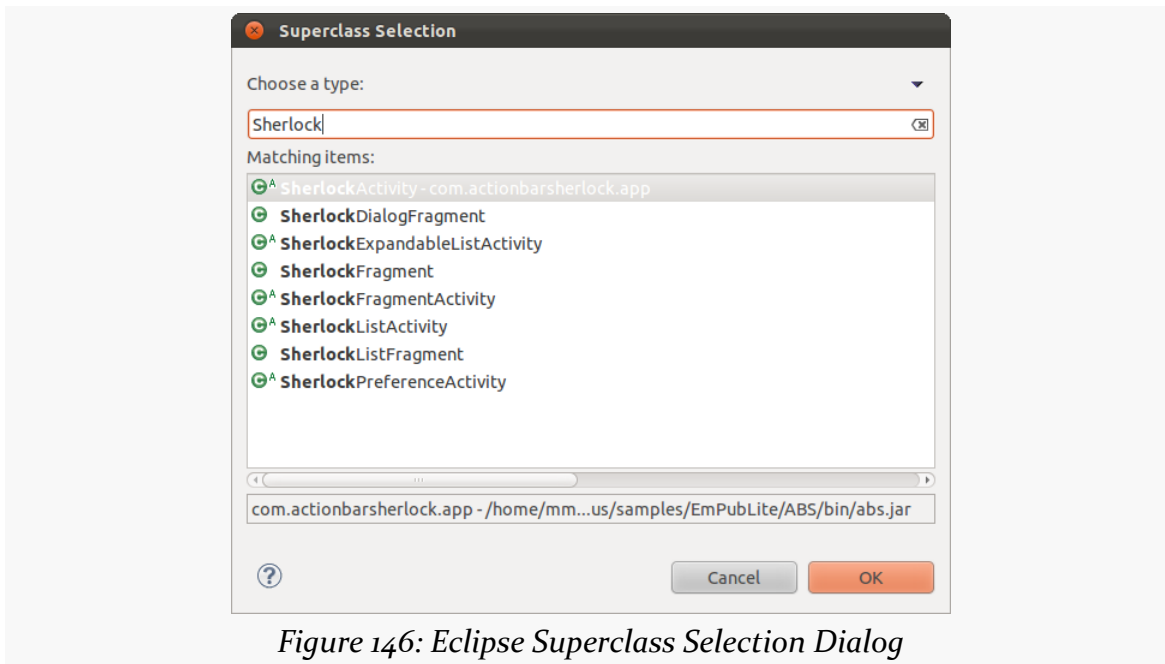 Superclass Selection
Choose a type:
Sherlock
Matching items:
SherlockActivity - com.actionbarsherlock.app
SherlockDialogFragment
SherlockExpandableListActivity
SherlockFragment
SherlockFragmentActivity
SherlockListActivity
SherlockListFragment
SherlockPreferenceActivity
com.actionbarsherlock.app - /home/mm...us/samples/EmPubLite/ABS/bin/abs.jar
Cancel OK
Figure 146: Eclipse Superclass Selection Dialog